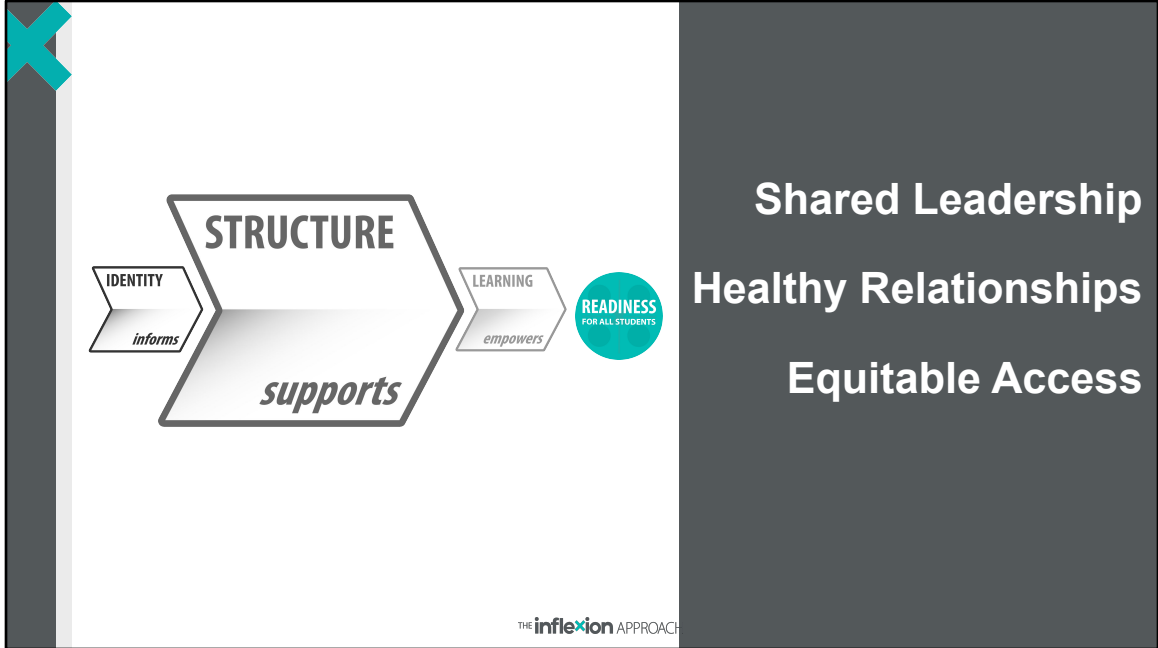 IDENTITY
informs
STRUCTURE
supports
LEARNING
empowers
READINESS
FOR ALL STUDENTS
Shared Leadership
Healthy Relationships
Equitable Access
THE inflexion APPROACH